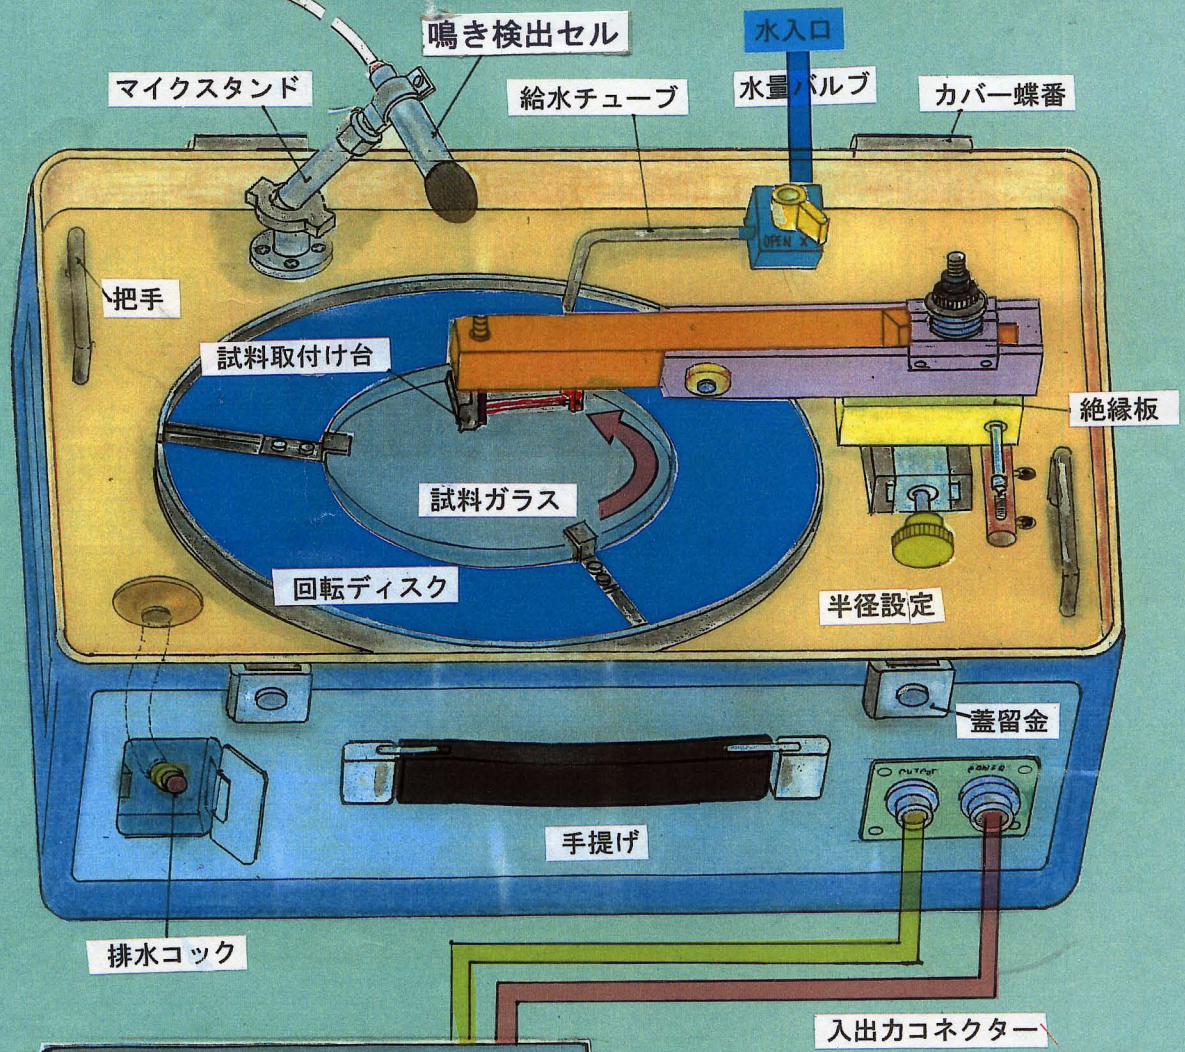 鳴き検出セル
水入口
マイクスタンド
給水チューブ
水量バルブ
カバー蝶番
OPEN X
把手
試料取付け台
絶縁板
試料ガラス
回転ディスク
半径設定
蓋留金
OUTPUT
POWER
手提げ
排水コック
入出力コネクター